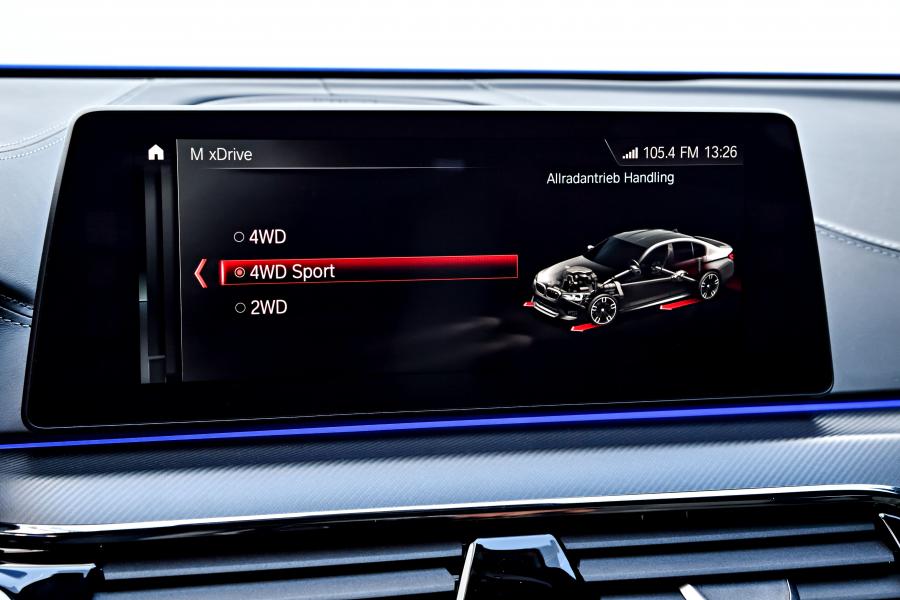 M xDrive
105.4 FM 13:26
Allradantrieb Handling
4WD
4WD Sport
2WD